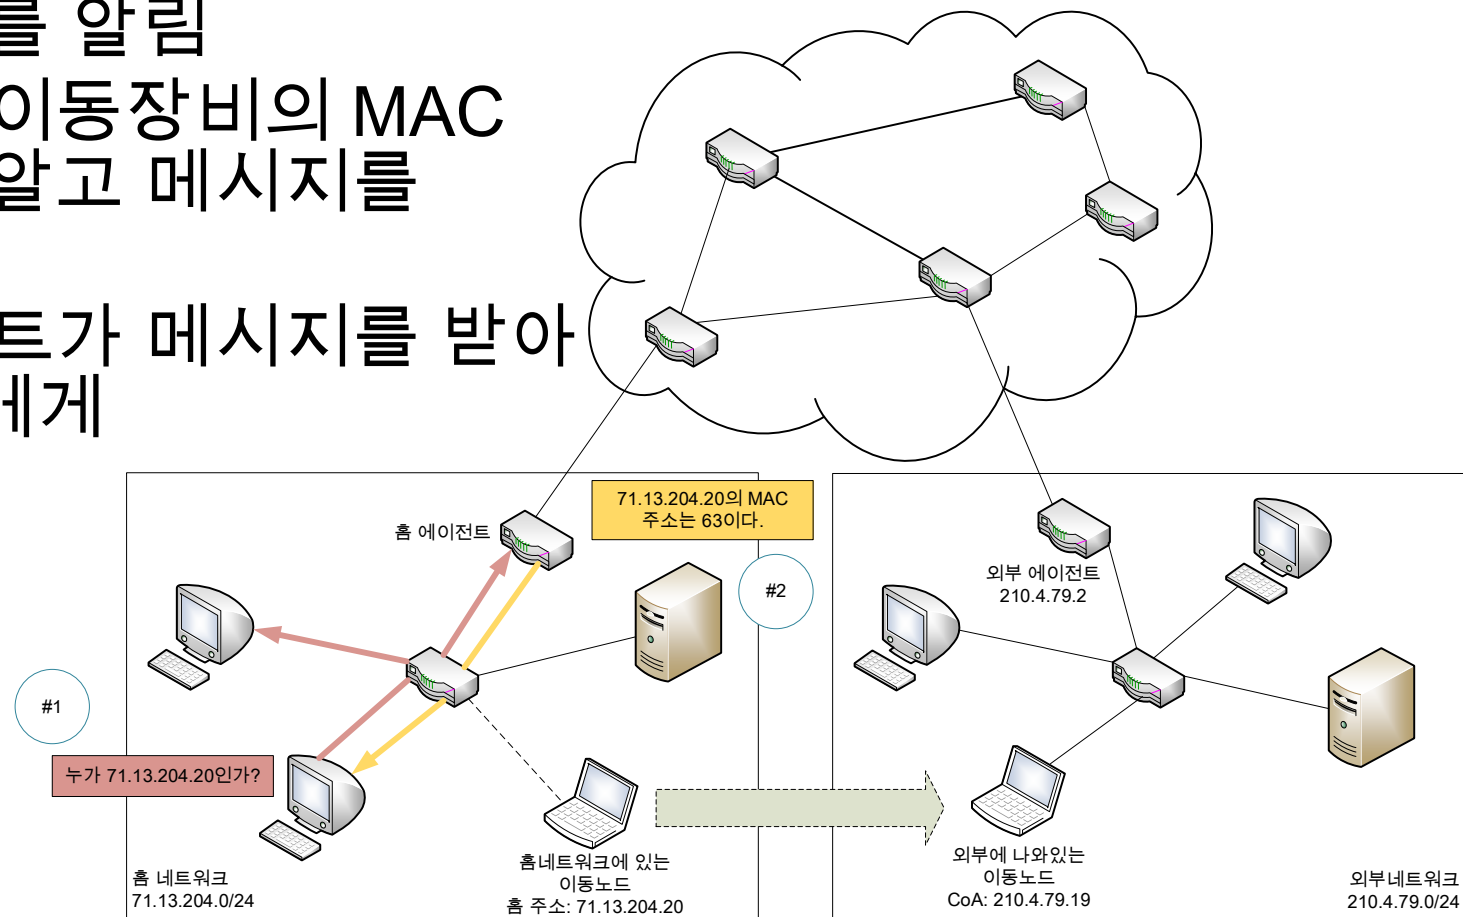 를 알림
이동장비의 MAC
알고 메시지를
트가 메시지를 받아
에게
71.13.204.20의 MAC
주소는 63이다.
홈 에이전트
#2
외부 에이전트
210.4.79.2
#1
누가 71.13.204.20인가?
홈네트워크에 있는
이동노드
홈 주소: 71.13.204.20
외부에 나와있는
이동노드
CoA: 210.4.79.19
홈 네트워크
71.13.204.0/24
외부네트워크
210.4.79.0/24